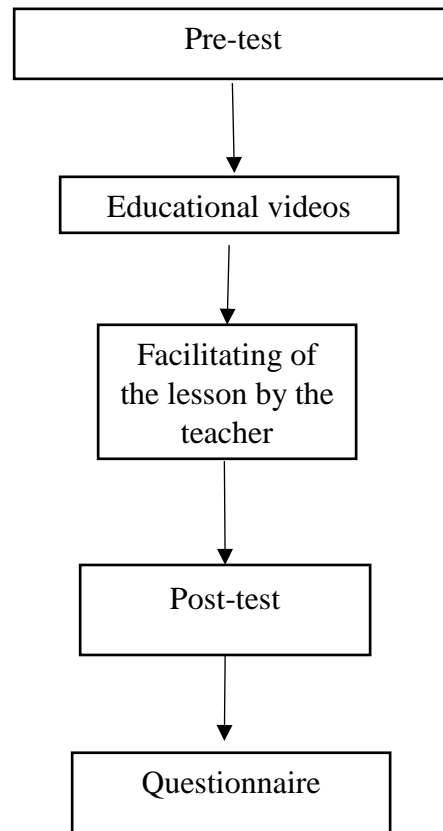 Pre-test
Educational videos
Facilitating of
the lesson by the
teacher
Post-test
Questionnaire